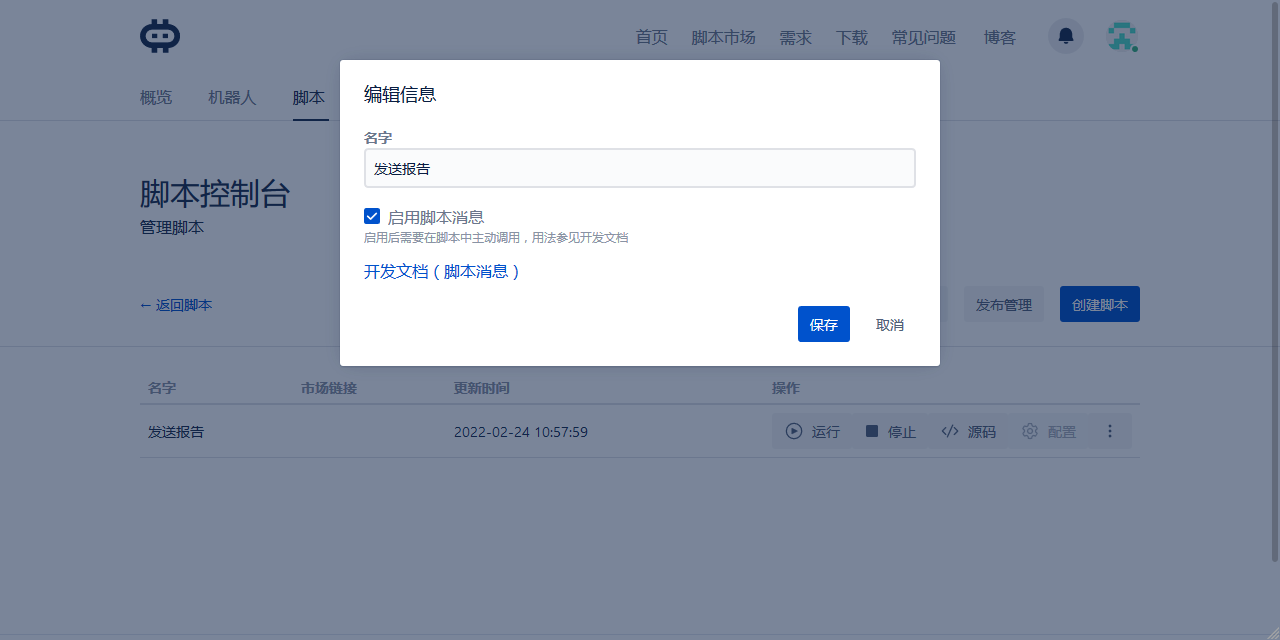 首页 脚本市场 需求 下载 常见问题 博客
概览 机器人 脚本
编辑信息
名字
发送报告
启用脚本消息
启用后需要在脚本中主动调用，用法参见开发文档
开发文档（脚本消息）
保存 取消
脚本控制台
管理脚本
← 返回脚本 发布管理 创建脚本
名字 市场链接 更新时间 操作
发送报告 2022-02-24 10:57:59 运行 停止 源码 配置